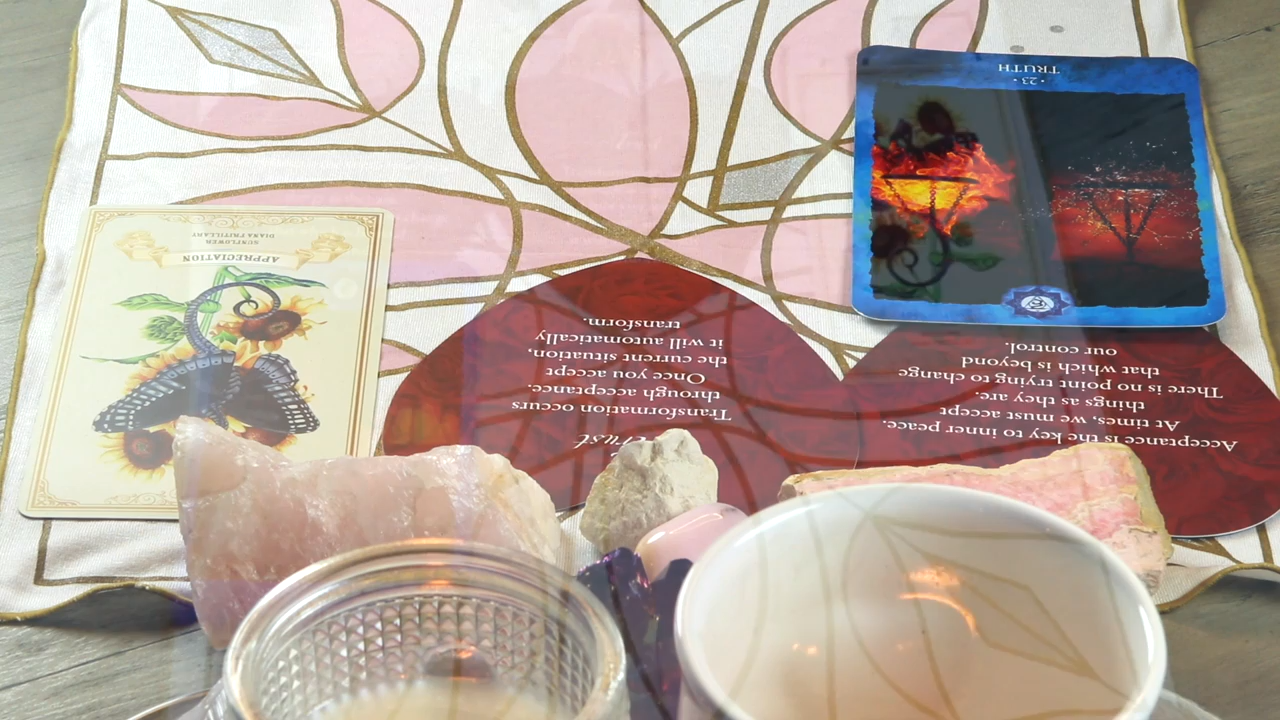 APPRECIATION
SUNFLOWER
DIANA FRITILLARY
Trust
Transformation occurs
through acceptance.
Once you accept
the current situation,
it will automatically
transform.
Acceptance is the key to inner peace.
At times, we must accept
things as they are.
There is no point trying to change
that which is beyond
our control.
• 23 •
TRUTH